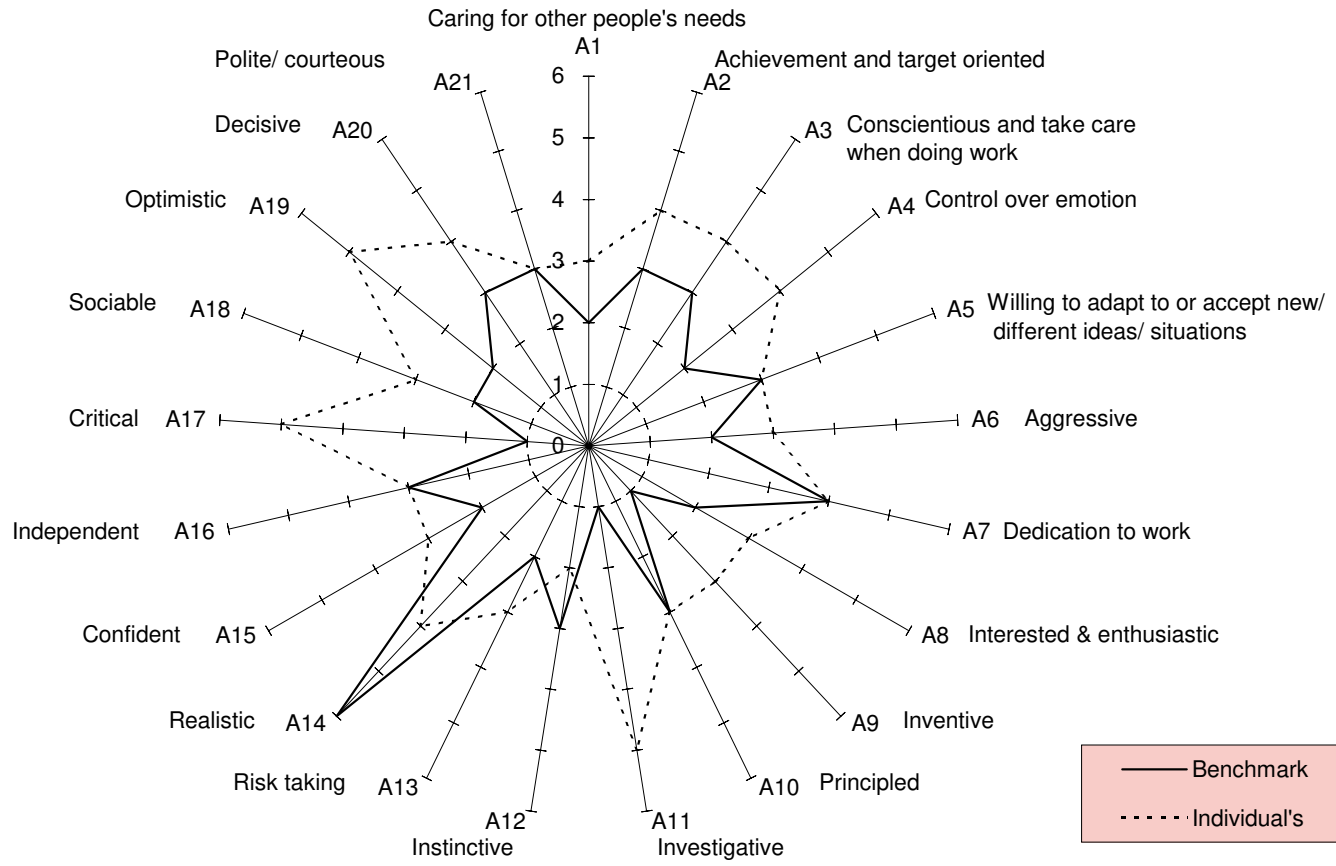 Caring for other people's needs
A1
Polite/ courteous
A21
Achievement and target oriented
A2
Decisive
A20
A3
Conscientious and take care
when doing work
Optimistic
A19
A4
Control over emotion
Sociable
A18
A5
Willing to adapt to or accept new/
different ideas/ situations
Critical
A17
A6
Aggressive
Independent
A16
A7
Dedication to work
Confident
A15
A8
Interested & enthusiastic
Realistic
A14
A9
Inventive
Risk taking
A13
A10
Principled
A12
Instinctive
A11
Investigative
6
5
4
3
2
1
0
Benchmark
Individual's